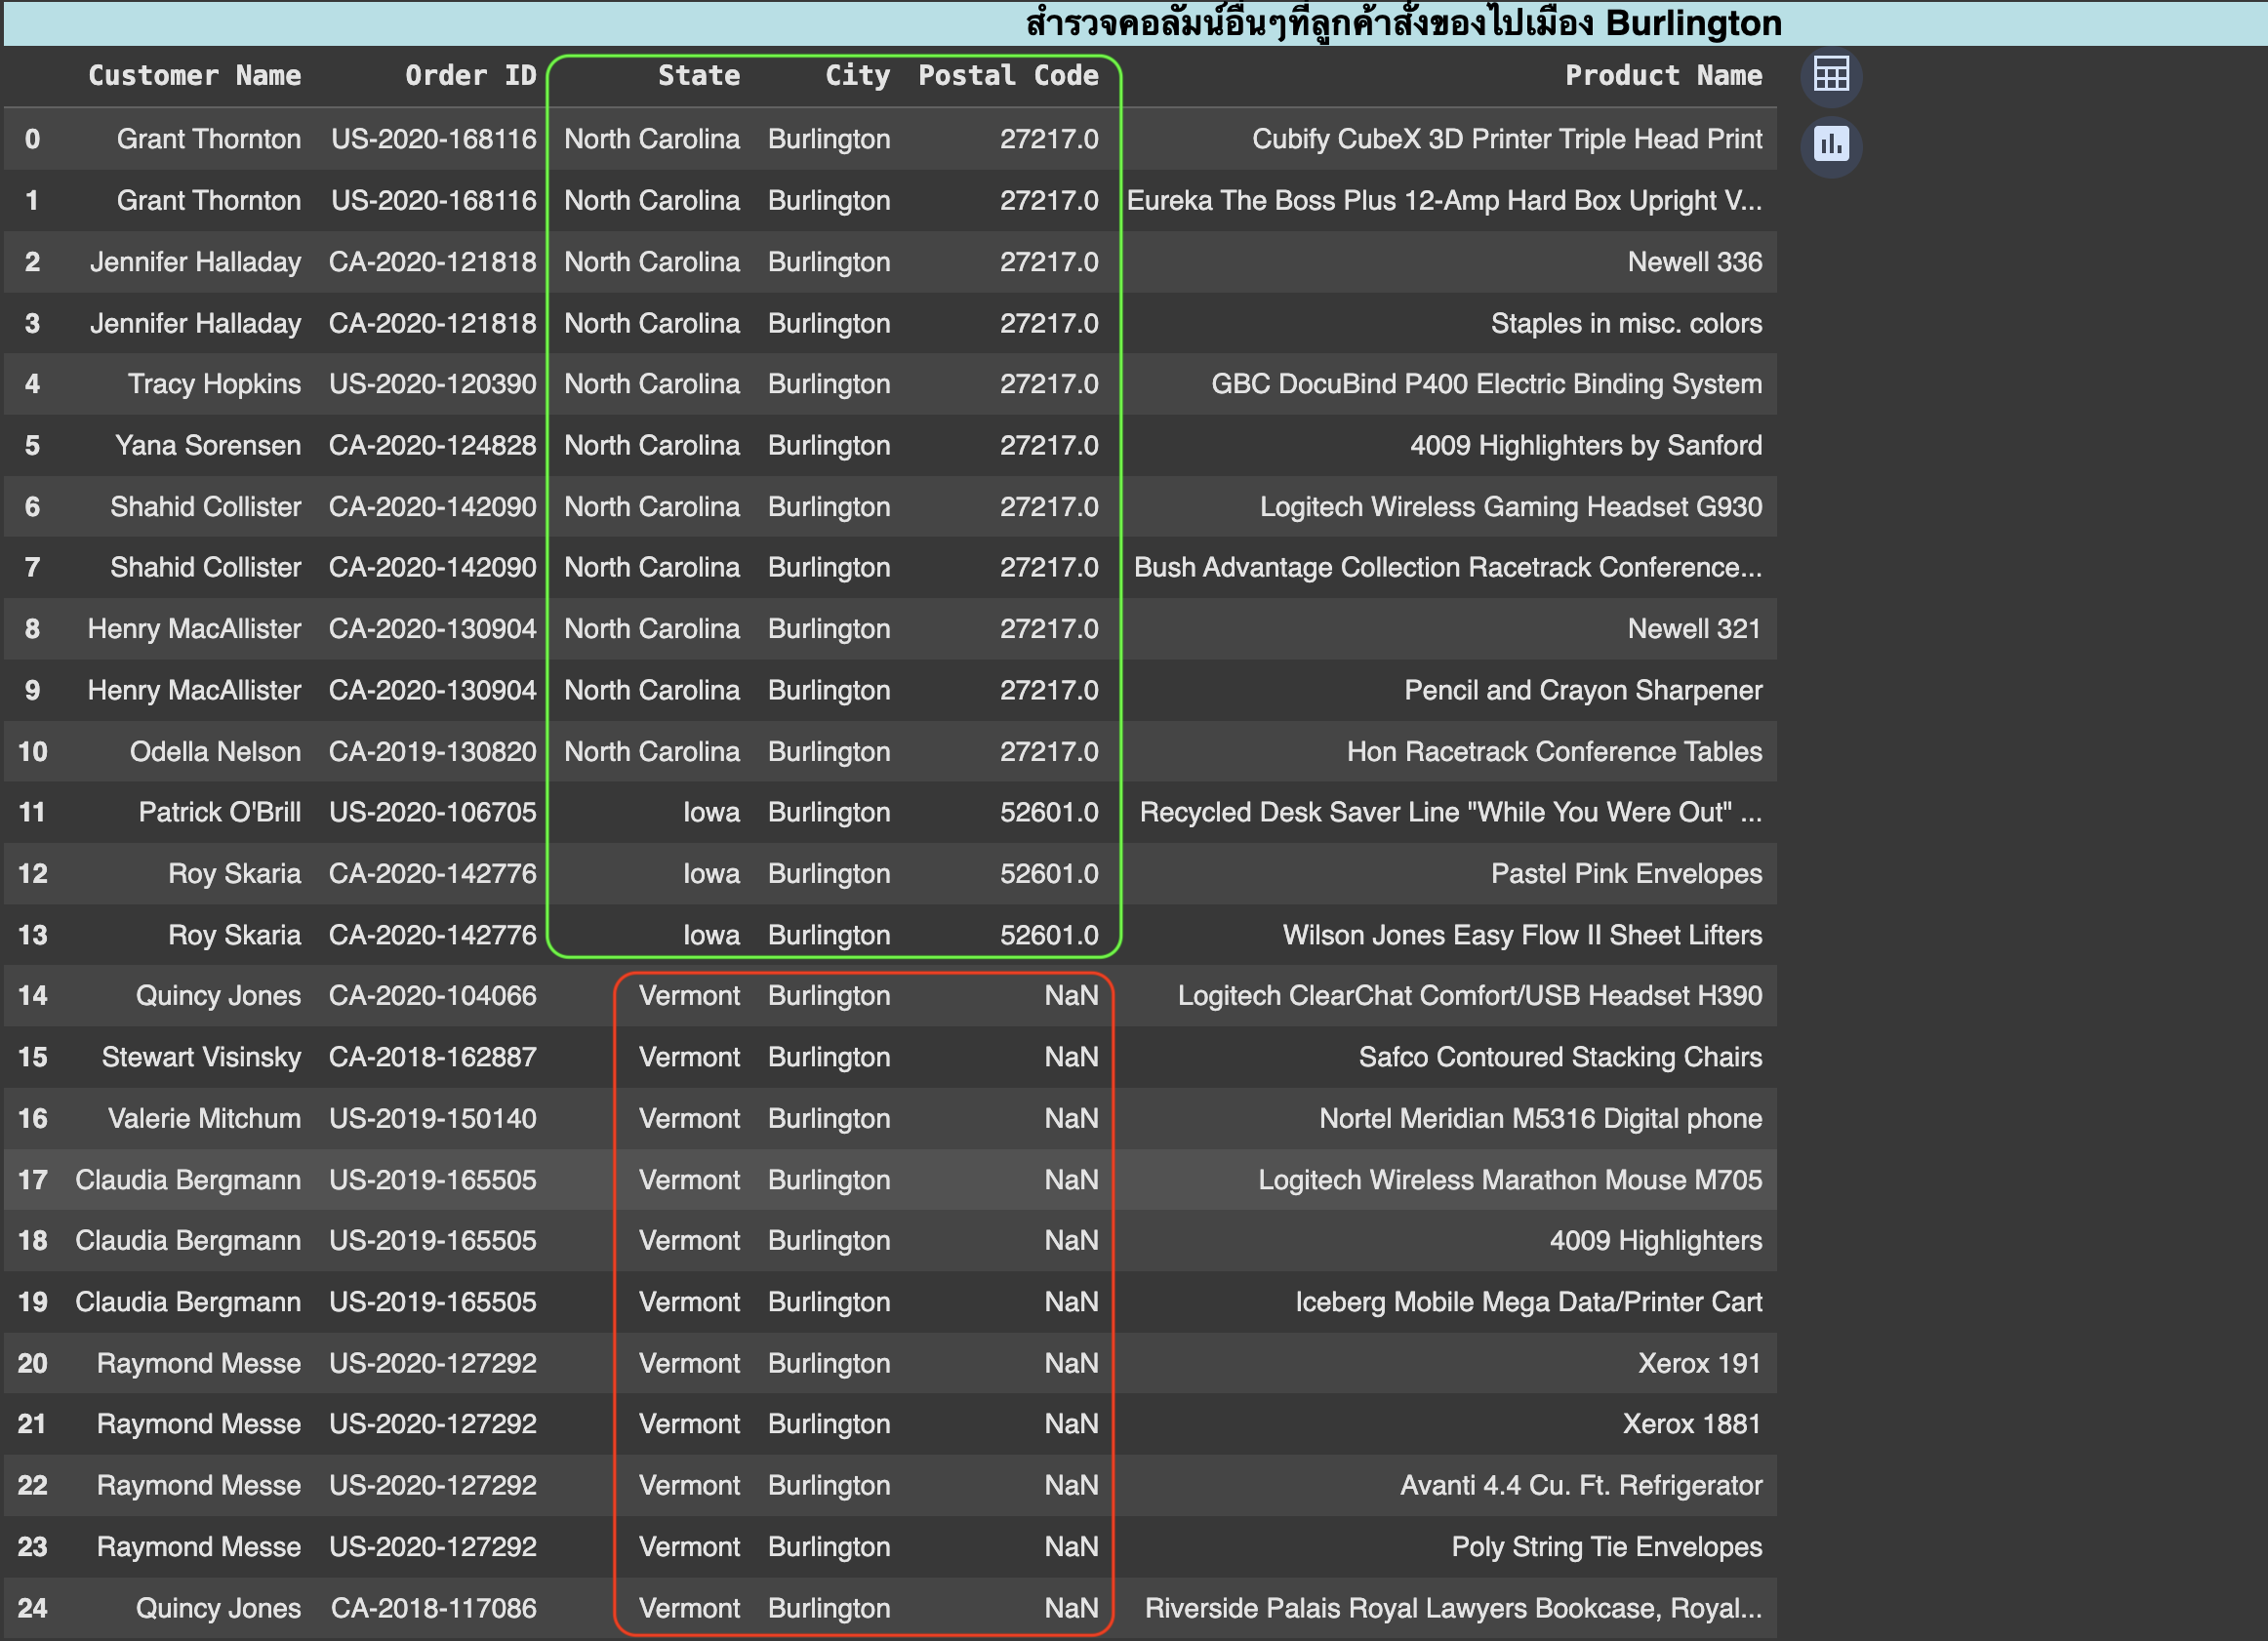 สำรวจคอลัมน์อื่นๆที่ลูกค้าสั่งของไปเมือง Burlington
Customer Name Order ID State City Postal Code Product Name
0 Grant Thornton US-2020-168116 North Carolina Burlington 27217.0 Cubify CubeX 3D Printer Triple Head Print
1 Grant Thornton US-2020-168116 North Carolina Burlington 27217.0 Eureka The Boss Plus 12-Amp Hard Box Upright V...
2 Jennifer Halladay CA-2020-121818 North Carolina Burlington 27217.0 Newell 336
3 Jennifer Halladay CA-2020-121818 North Carolina Burlington 27217.0 Staples in misc. colors
4 Tracy Hopkins US-2020-120390 North Carolina Burlington 27217.0 GBC DocuBind P400 Electric Binding System
5 Yana Sorensen CA-2020-124828 North Carolina Burlington 27217.0 4009 Highlighters by Sanford
6 Shahid Collister CA-2020-142090 North Carolina Burlington 27217.0 Logitech Wireless Gaming Headset G930
7 Shahid Collister CA-2020-142090 North Carolina Burlington 27217.0 Bush Advantage Collection Racetrack Conference...
8 Henry MacAllister CA-2020-130904 North Carolina Burlington 27217.0 Newell 321
9 Henry MacAllister CA-2020-130904 North Carolina Burlington 27217.0 Pencil and Crayon Sharpener
10 Odella Nelson CA-2019-130820 North Carolina Burlington 27217.0 Hon Racetrack Conference Tables
11 Patrick O'Brill US-2020-106705 Iowa Burlington 52601.0 Recycled Desk Saver Line "While You Were Out" ...
12 Roy Skaria CA-2020-142776 Iowa Burlington 52601.0 Pastel Pink Envelopes
13 Roy Skaria CA-2020-142776 Iowa Burlington 52601.0 Wilson Jones Easy Flow II Sheet Lifters
14 Quincy Jones CA-2020-104066 Vermont Burlington NaN Logitech ClearChat Comfort/USB Headset H390
15 Stewart Visinsky CA-2018-162887 Vermont Burlington NaN Safco Contoured Stacking Chairs
16 Valerie Mitchum US-2019-150140 Vermont Burlington NaN Nortel Meridian M5316 Digital phone
17 Claudia Bergmann US-2019-165505 Vermont Burlington NaN Logitech Wireless Marathon Mouse M705
18 Claudia Bergmann US-2019-165505 Vermont Burlington NaN 4009 Highlighters
19 Claudia Bergmann US-2019-165505 Vermont Burlington NaN Iceberg Mobile Mega Data/Printer Cart
20 Raymond Messe US-2020-127292 Vermont Burlington NaN Xerox 191
21 Raymond Messe US-2020-127292 Vermont Burlington NaN Xerox 1881
22 Raymond Messe US-2020-127292 Vermont Burlington NaN Avanti 4.4 Cu. Ft. Refrigerator
23 Raymond Messe US-2020-127292 Vermont Burlington NaN Poly String Tie Envelopes
24 Quincy Jones CA-2018-117086 Vermont Burlington NaN Riverside Palais Royal Lawyers Bookcase, Royal...